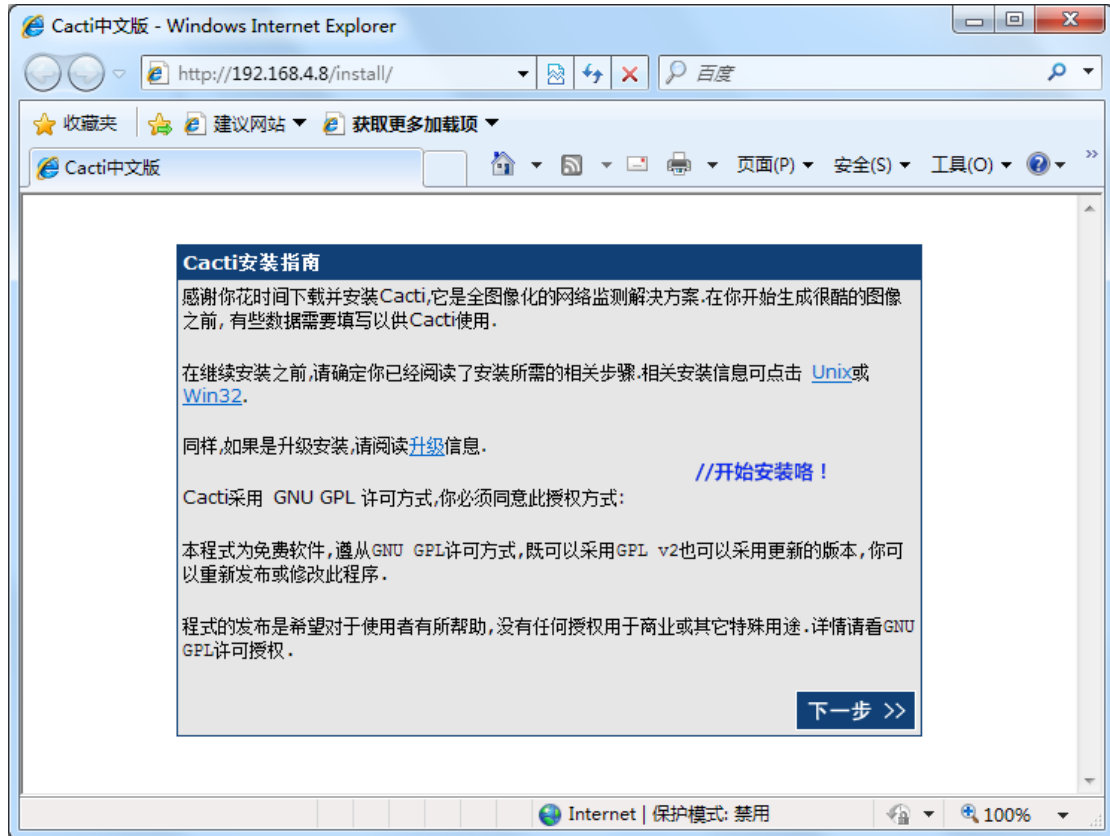 Cacti中文版 - Windows Internet Explorer
http://192.168.4.8/install/
百度
收藏夹
建议网站
获取更多加载项
Cacti中文版
页面(P)
安全(S)
工具(O)
Cacti安装指南
感谢你花时间下载并安装Cacti,它是全图像化的网络监测解决方案.在你开始生成很酷的图像
之前, 有些数据需要填写以供Cacti使用.
在继续安装之前,请确定你已经阅读了安装所需的相关步骤.相关安装信息可点击 Unix或
Win32.
同样,如果是升级安装,请阅读升级信息.
//开始安装咯！
Cacti采用 GNU GPL 许可方式,你必须同意此授权方式:
本程式为免费软件,遵从GNU GPL许可方式,既可以采用GPL v2也可以采用更新的版本,你可
以重新发布或修改此程序.
程式的发布是希望对于使用者有所帮助,没有任何授权用于商业或其它特殊用途.详情请看GNU
GPL许可授权.
下一步 >>
Internet | 保护模式: 禁用
100%